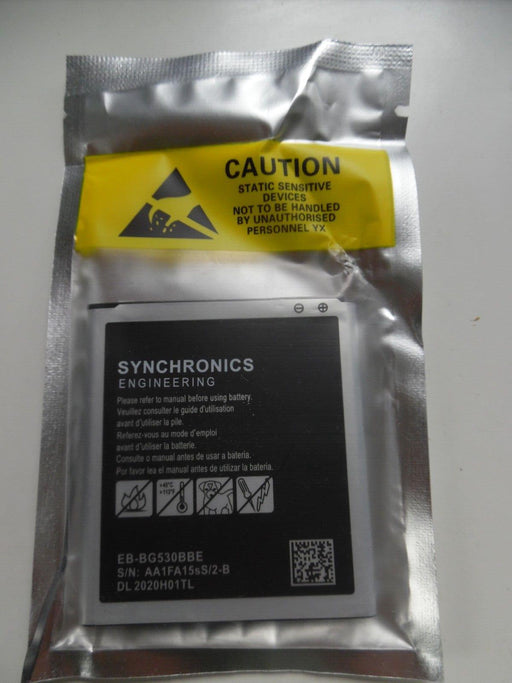 CAUTION
STATIC SENSITIVE
DEVICES
NOT TO BE HANDLED
BY UNAUTHORISED
PERSONNEL YX
SYNCHRONICS
ENGINEERING
Please refer to manual before using battery.
Veuillez consulter le guide d'utilisation
avant d'utiliser la pile.
Referez-vous au mode d'emploi
avant d'utiliser la batterie.
Consulte o manual antes de usar a bateria.
Por favor lea el manual antes de utilizar la bateria.
+45°C
+113°F
EB-BG530BBE
S/N: AA1FA15sS/2-B
DL 2020H01TL